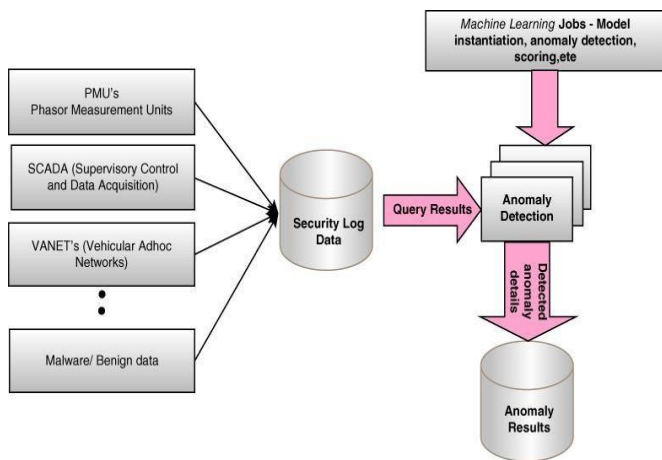 PMU's
Phasor Measurement Units
SCADA (Supervisory Control
and Data Acquisition)
VANET's (Vehicular Adhoc
Networks)
Malware/ Benign data
Security Log
Data
Query Results
Machine Learning Jobs - Model
instantiation, anomaly detection,
scoring,ete
Anomaly
Detection
Detected
anomaly
details
Anomaly
Results